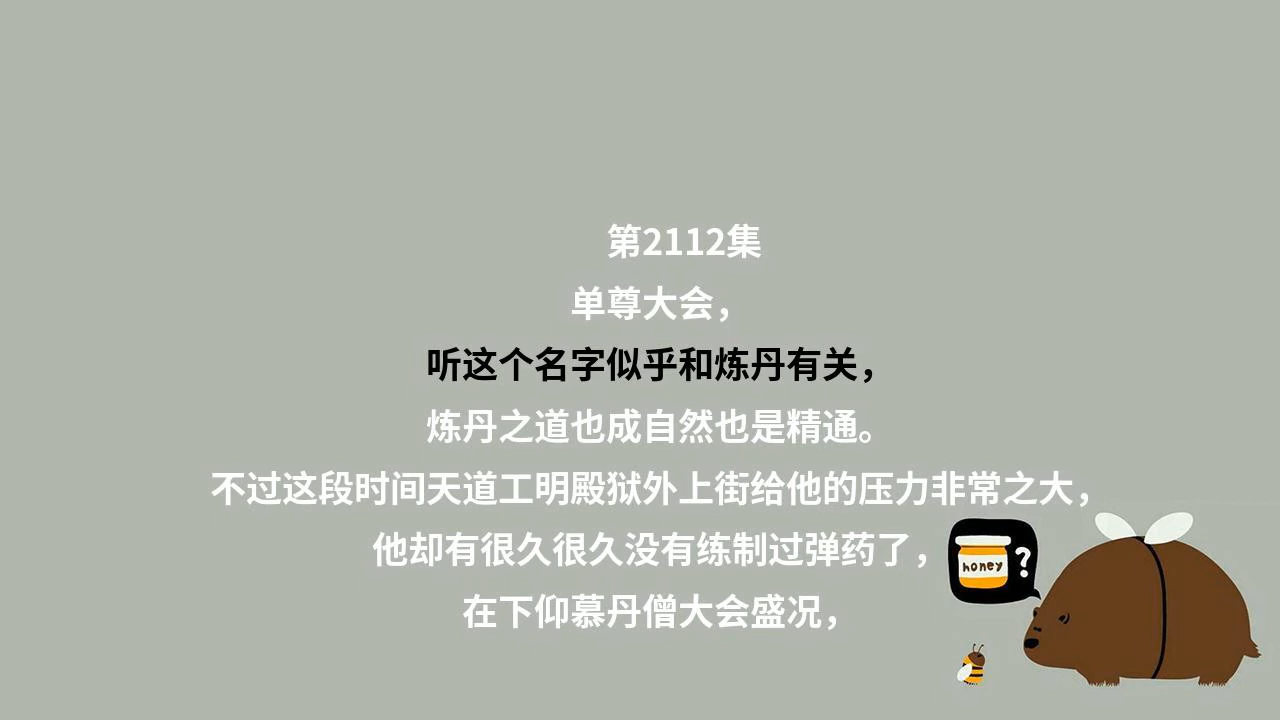 第2112集
单尊大会，
听这个名字似乎和炼丹有关，
炼丹之道也成自然也是精通。
不过这段时间天道工明殿狱外上街给他的压力非常之大，
他却有很久很久没有练制过弹药了，
在下仰慕丹僧大会盛况，
honey
?